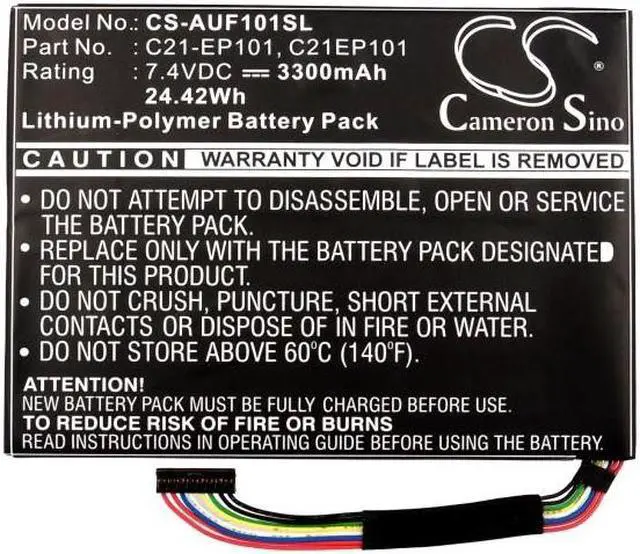 Model No.: CS-AUF101SL
Part No. : C21-EP101, C21EP101
Rating : 7.4VDC ⎓ 3300mAh
24.42Wh
Lithium-Polymer Battery Pack
CS
®
Cameron Sino
CAUTION WARRANTY VOID IF LABEL IS REMOVED
• DO NOT ATTEMPT TO DISASSEMBLE, OPEN OR SERVICE
THE BATTERY PACK.
• REPLACE ONLY WITH THE BATTERY PACK DESIGNATED
FOR THIS PRODUCT.
• DO NOT CRUSH, PUNCTURE, SHORT EXTERNAL
CONTACTS OR DISPOSE OF IN FIRE OR WATER.
• DO NOT STORE ABOVE 60°C (140°F).
ATTENTION!
NEW BATTERY PACK MUST BE FULLY CHARGED BEFORE USE
TO REDUCE RISK OF FIRE OR BURNS
READ INSTRUCTIONS IN OPERATING GUIDE BEFORE USING BATTERY